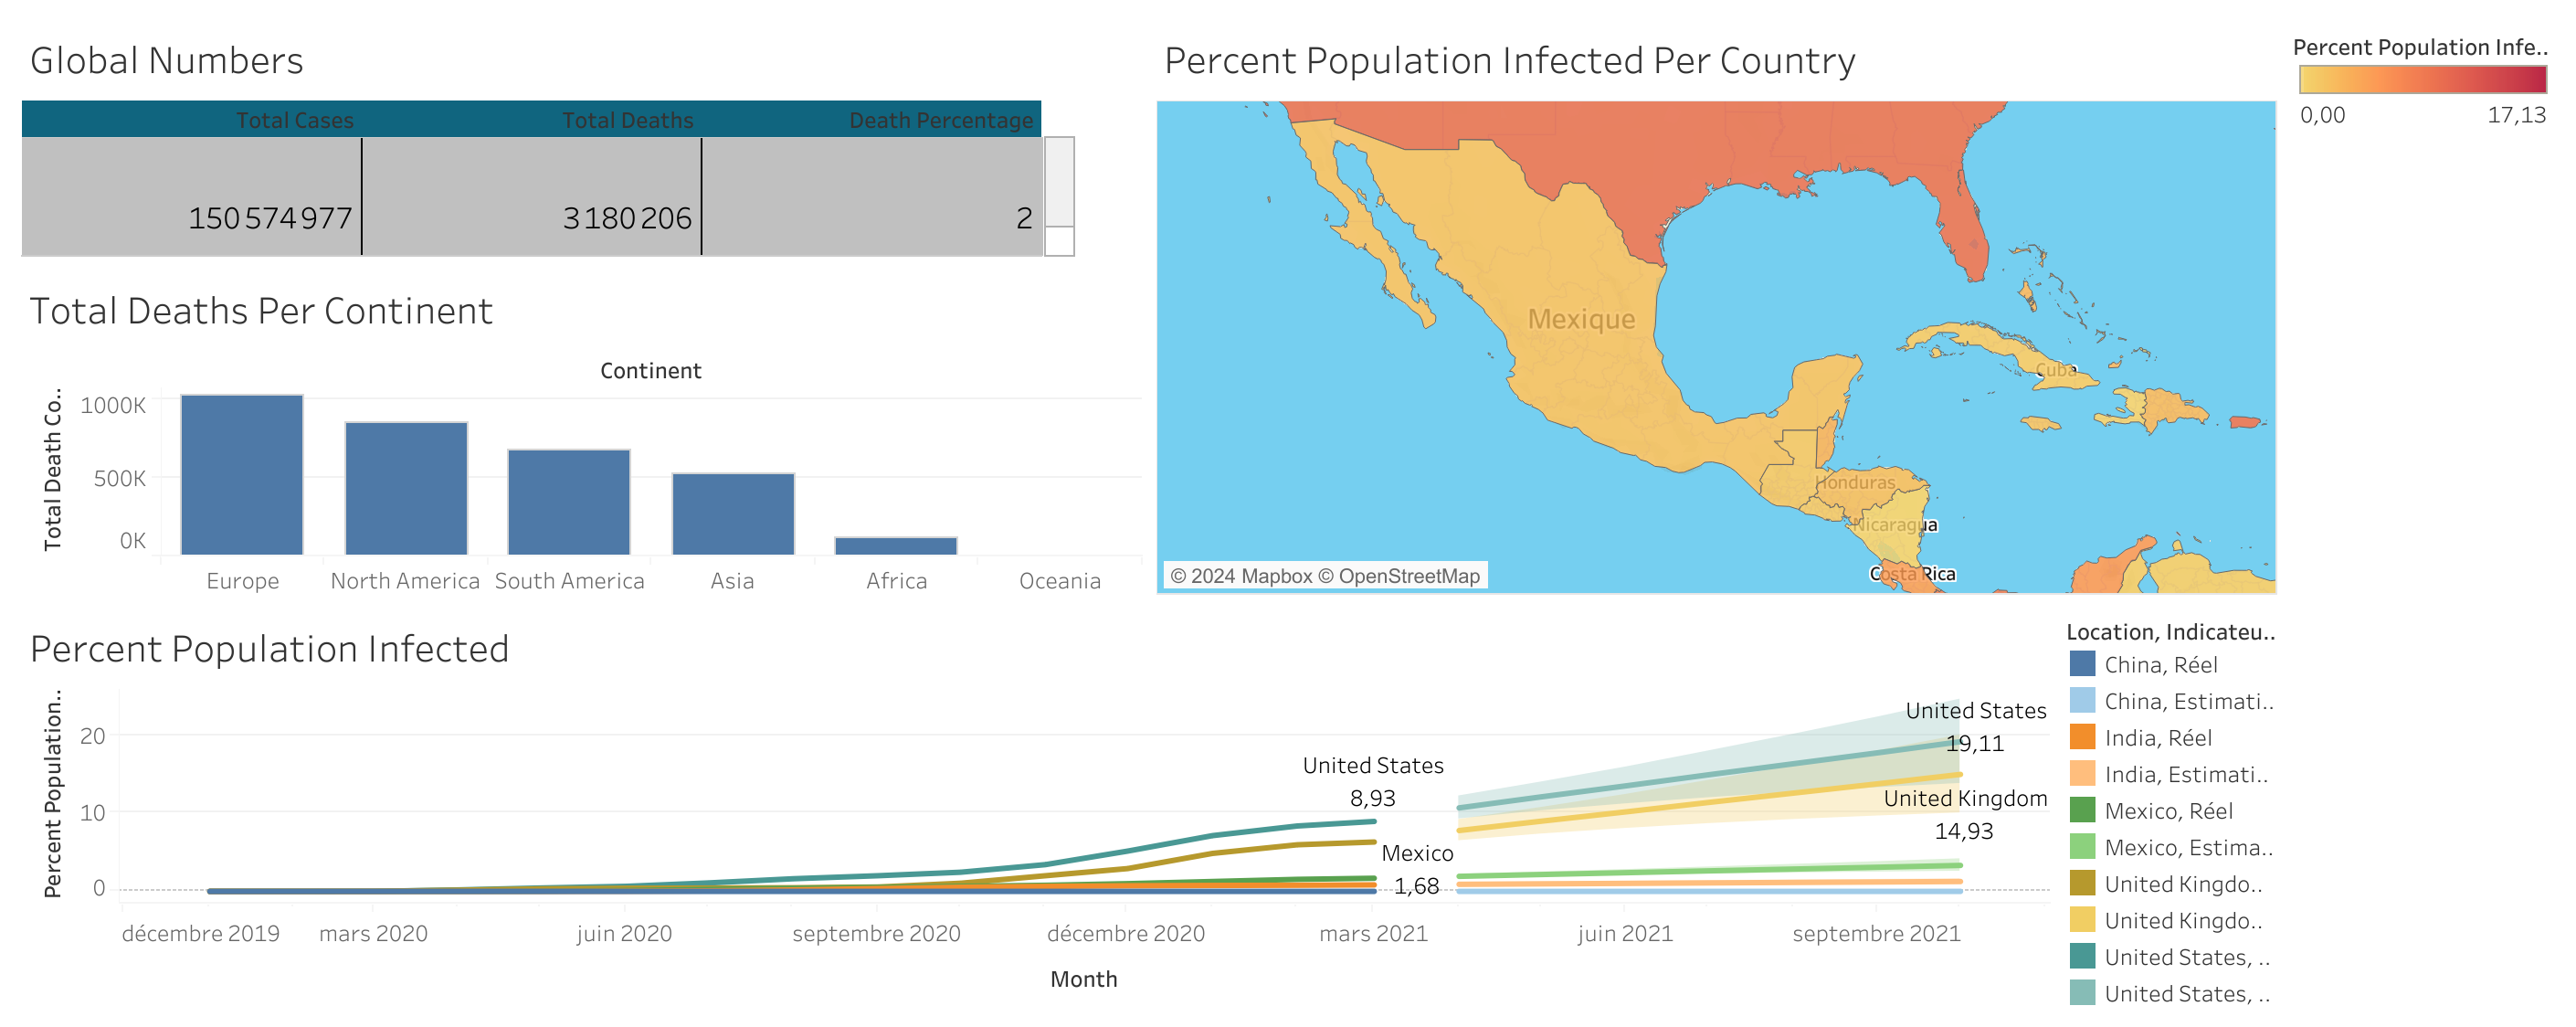 Global Numbers
Total Cases Total Deaths Death Percentage
150 574 977 3 180 206 2
Total Deaths Per Continent
Continent
Total Death Co..
1000K
500K
0K
Europe North America South America Asia Africa Oceania
Percent Population Infected Per Country
Mexique
Cuba
Honduras
Nicaragua
Costa Rica
© 2024 Mapbox © OpenStreetMap
Percent Population Infe..
0,00 17,13
Percent Population Infected
Percent Population..
20
10
0
United States
8,93
Mexico
1,68
United States
19,11
United Kingdom
14,93
décembre 2019 mars 2020 juin 2020 septembre 2020 décembre 2020 mars 2021 juin 2021 septembre 2021
Month
Location, Indicateu..
China, Réel
China, Estimati..
India, Réel
India, Estimati..
Mexico, Réel
Mexico, Estima..
United Kingdo..
United Kingdo..
United States, ..
United States, ..